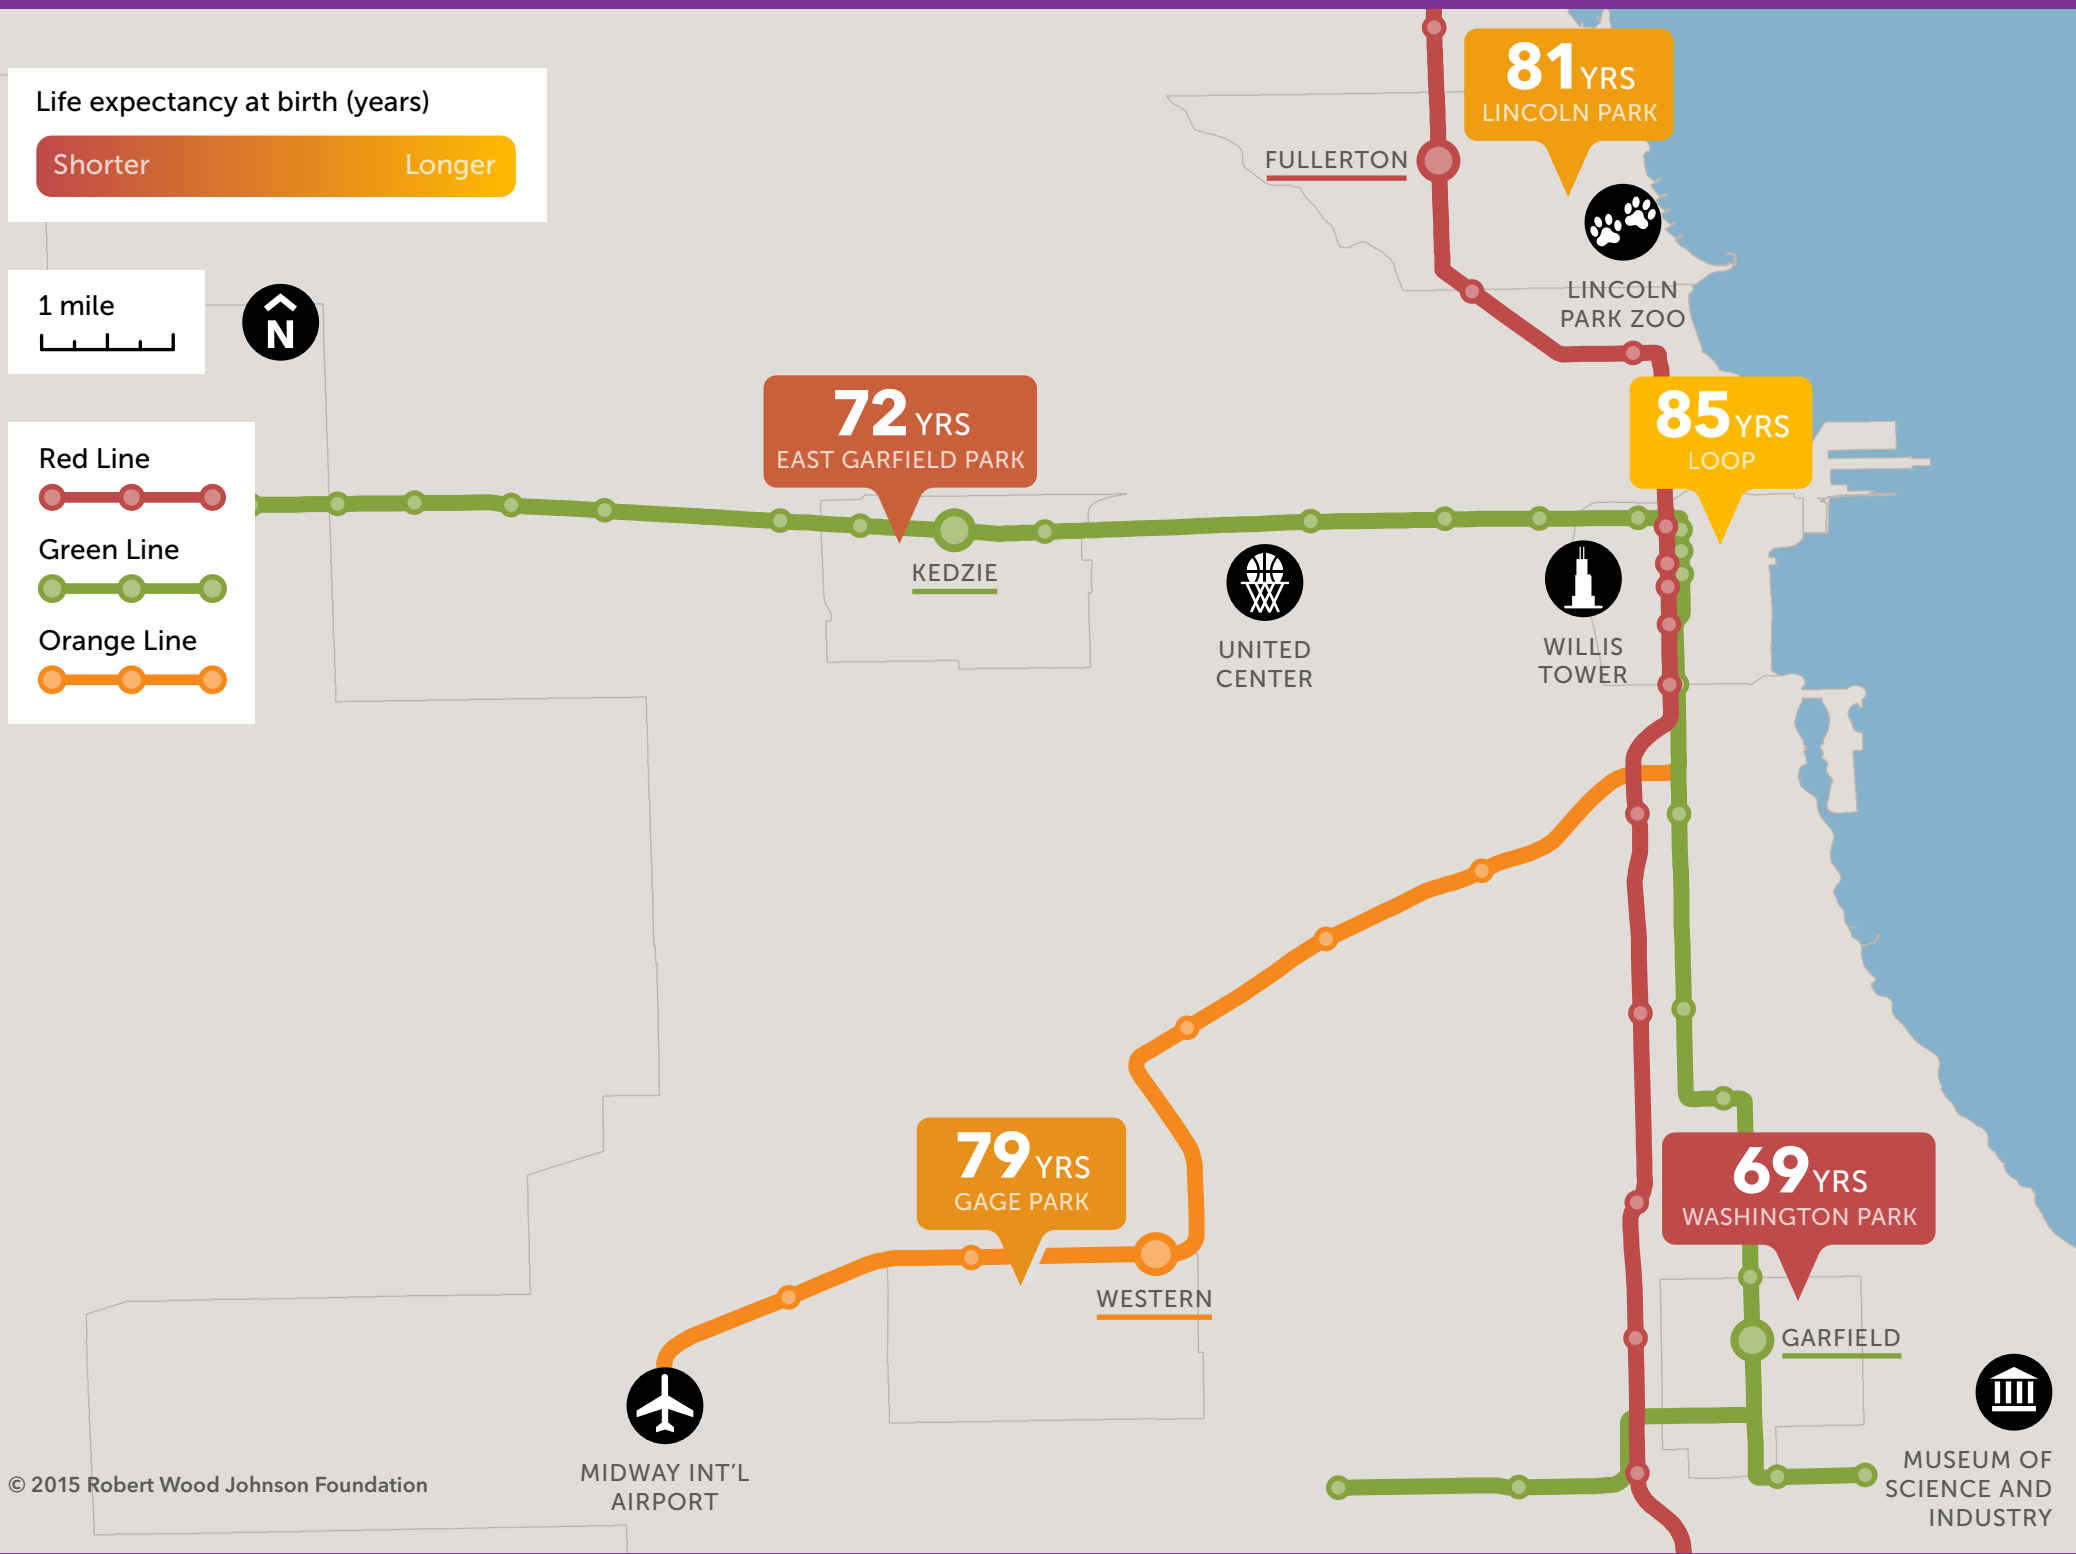 Life expectancy at birth (years)
Shorter
Longer
1 mile
N
Red Line
Green Line
Orange Line
81 YRS
LINCOLN PARK
FULLERTON
LINCOLN
PARK ZOO
72 YRS
EAST GARFIELD PARK
85 YRS
LOOP
KEDZIE
UNITED
CENTER
WILLIS
TOWER
79 YRS
GAGE PARK
WESTERN
69 YRS
WASHINGTON PARK
GARFIELD
MIDWAY INT'L
AIRPORT
MUSEUM OF
SCIENCE AND
INDUSTRY
© 2015 Robert Wood Johnson Foundation